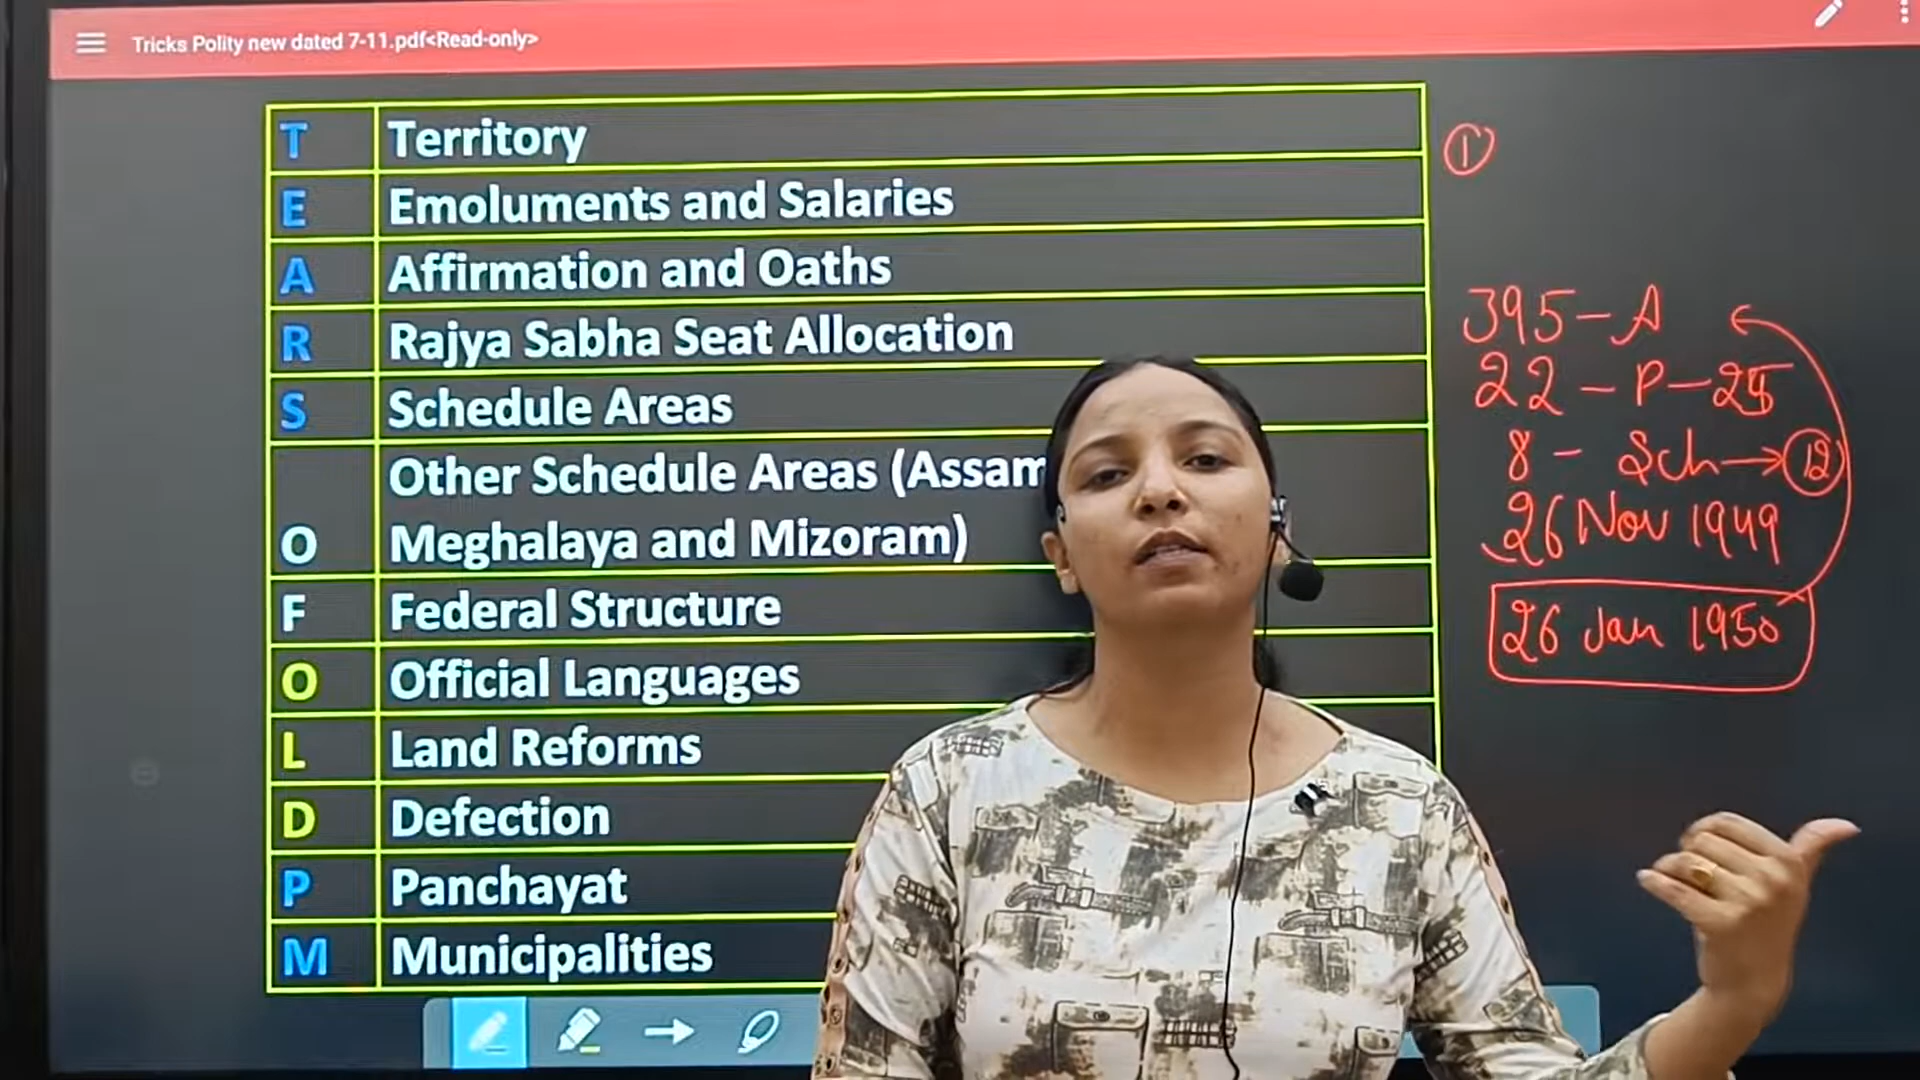 Tricks Polity new dated 7-11.pdf<Read-only>
T Territory
E Emoluments and Salaries
A Affirmation and Oaths
R Rajya Sabha Seat Allocation
S Schedule Areas
Other Schedule Areas (Assam
O Meghalaya and Mizoram)
F Federal Structure
O Official Languages
L Land Reforms
D Defection
P Panchayat
M Municipalities
1
395 - A
22 - P - 25
8 - Sch → 12
26 Nov 1949
26 Jan 1950